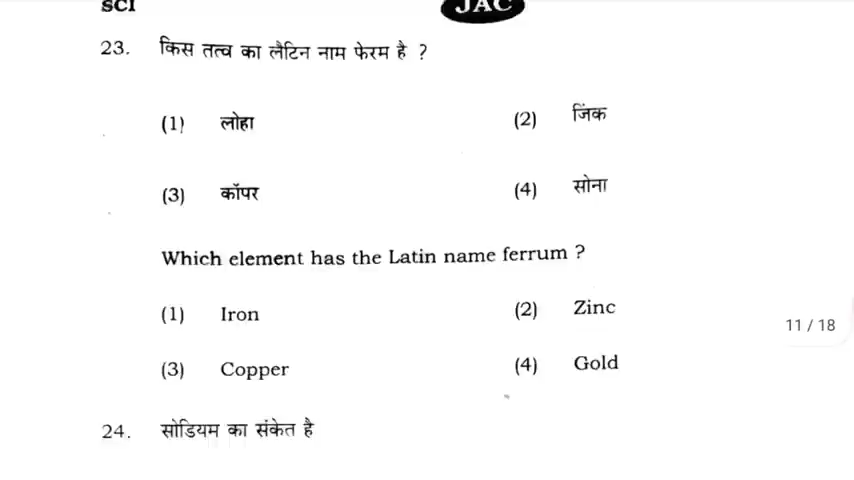 SCI JAC
23. किस तत्व का लैटिन नाम फेरम है ?
(1) लोहा (2) जिंक
(3) कॉपर (4) सोना
Which element has the Latin name ferrum ?
(1) Iron (2) Zinc
11 / 18
(3) Copper (4) Gold
24. सोडियम का संकेत है